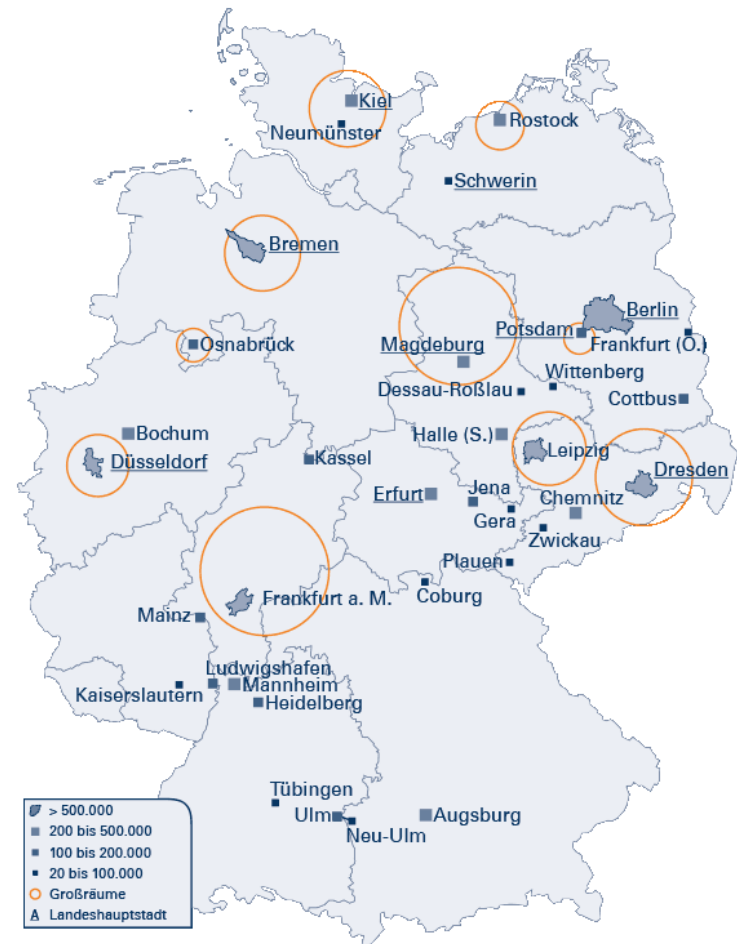 Kiel
Neumünster
Rostock
Schwerin
Bremen
Berlin
Potsdam
Frankfurt (O.)
Osnabrück
Magdeburg
Wittenberg
Dessau-Roßlau
Cottbus
Bochum
Halle (S.)
Leipzig
Düsseldorf
Kassel
Dresden
Erfurt
Jena
Chemnitz
Gera
Zwickau
Plauen
Coburg
Frankfurt a. M.
Mainz
Ludwigshafen
Mannheim
Kaiserslautern
Heidelberg
Tübingen
Ulm
Augsburg
Neu-Ulm
> 500.000
200 bis 500.000
100 bis 200.000
20 bis 100.000
Großräume
A Landeshauptstadt